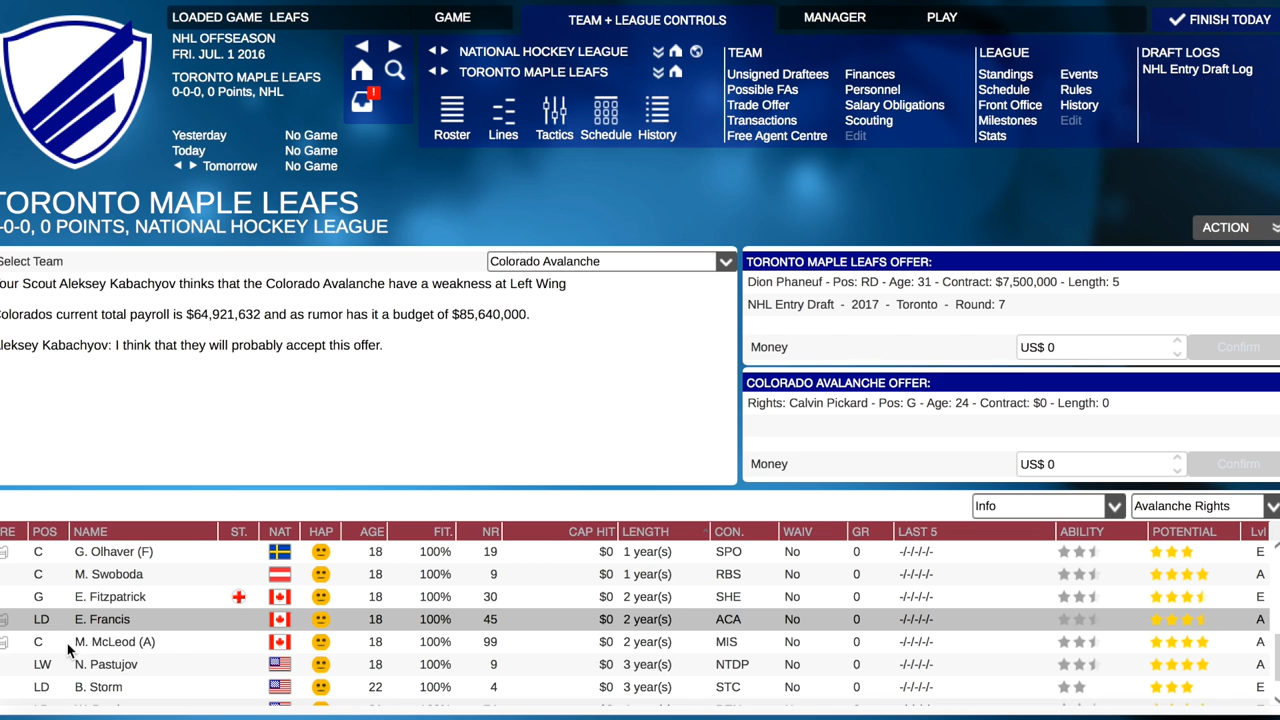 LOADED GAME LEAFS
GAME
TEAM + LEAGUE CONTROLS
MANAGER
PLAY
FINISH TODAY
NHL OFFSEASON
FRI. JUL. 1 2016
TORONTO MAPLE LEAFS
0-0-0, 0 Points, NHL
Yesterday No Game
Today No Game
Tomorrow No Game
!
NATIONAL HOCKEY LEAGUE
TORONTO MAPLE LEAFS
Roster Lines Tactics Schedule History
TEAM
Unsigned Draftees Finances
Possible FAs Personnel
Trade Offer Salary Obligations
Transactions Scouting
Free Agent Centre Edit
LEAGUE
Standings Events
Schedule Rules
Front Office History
Milestones Edit
Stats
DRAFT LOGS
NHL Entry Draft Log
TORONTO MAPLE LEAFS
-0-0, 0 POINTS, NATIONAL HOCKEY LEAGUE
ACTION
Select Team Colorado Avalanche
our Scout Aleksey Kabachyov thinks that the Colorado Avalanche have a weakness at Left Wing
olorados current total payroll is $64,921,632 and as rumor has it a budget of $85,640,000.
leksey Kabachyov: I think that they will probably accept this offer.
TORONTO MAPLE LEAFS OFFER:
Dion Phaneuf - Pos: RD - Age: 31 - Contract: $7,500,000 - Length: 5
NHL Entry Draft - 2017 - Toronto - Round: 7
Money US$ 0 Confirm
COLORADO AVALANCHE OFFER:
Rights: Calvin Pickard - Pos: G - Age: 24 - Contract: $0 - Length: 0
Money US$ 0 Confirm
Info Avalanche Rights
RE POS NAME ST. NAT HAP AGE FIT. NR CAP HIT LENGTH CON. WAIV GR LAST 5 ABILITY POTENTIAL Lvl
C G. Olhaver (F) 18 100% 19 $0 1 year(s) SPO No 0 -/-/-/-/- E
C M. Swoboda 18 100% 9 $0 1 year(s) RBS No 0 -/-/-/-/- A
G E. Fitzpatrick 18 100% 30 $0 2 year(s) SHE No 0 -/-/-/-/- E
LD E. Francis 18 100% 45 $0 2 year(s) ACA No 0 -/-/-/-/- A
C M. McLeod (A) 18 100% 99 $0 2 year(s) MIS No 0 -/-/-/-/- A
LW N. Pastujov 18 100% 9 $0 3 year(s) NTDP No 0 -/-/-/-/- A
LD B. Storm 22 100% 4 $0 3 year(s) STC No 0 -/-/-/-/- E